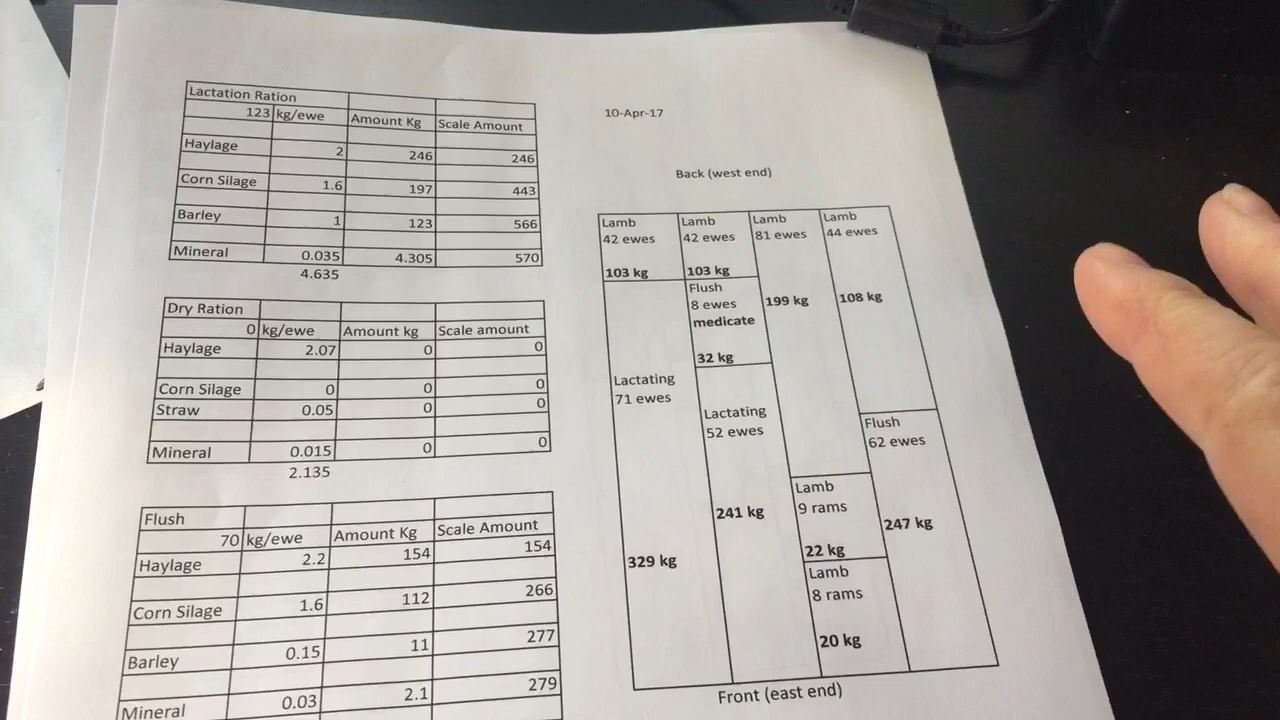 Lactation Ration
123 kg/ewe Amount Kg Scale Amount
Haylage 2 246 246
Corn Silage 1.6 197 443
Barley 1 123 566
Mineral 0.035 4.305 570
4.635
Dry Ration
0 kg/ewe Amount kg Scale amount
Haylage 2.07 0 0
Corn Silage 0 0 0
Straw 0.05 0 0
Mineral 0.015 0 0
2.135
Flush
70 kg/ewe Amount Kg Scale Amount
Haylage 2.2 154 154
Corn Silage 1.6 112 266
Barley 0.15 11 277
Mineral 0.03 2.1 279
10-Apr-17
Back (west end)
Lamb
42 ewes
103 kg
Lamb
42 ewes
103 kg
Lamb
81 ewes
199 kg
Lamb
44 ewes
108 kg
Flush
8 ewes
medicate
32 kg
Lactating
71 ewes
329 kg
Lactating
52 ewes
241 kg
Flush
62 ewes
247 kg
Lamb
9 rams
22 kg
Lamb
8 rams
20 kg
Front (east end)